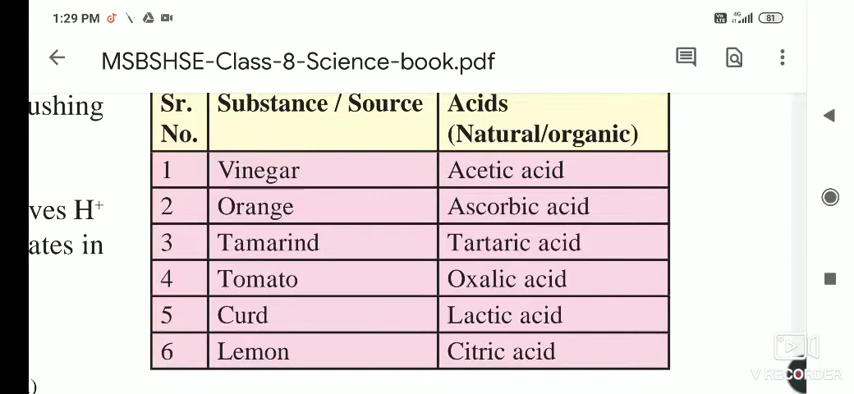 1:29 PM
4G
81
MSBSHSE-Class-8-Science-book.pdf
ushing
ves H+
ates in
Sr. No. Substance / Source Acids (Natural/organic)
1 Vinegar Acetic acid
2 Orange Ascorbic acid
3 Tamarind Tartaric acid
4 Tomato Oxalic acid
5 Curd Lactic acid
6 Lemon Citric acid
V RECORDER
)